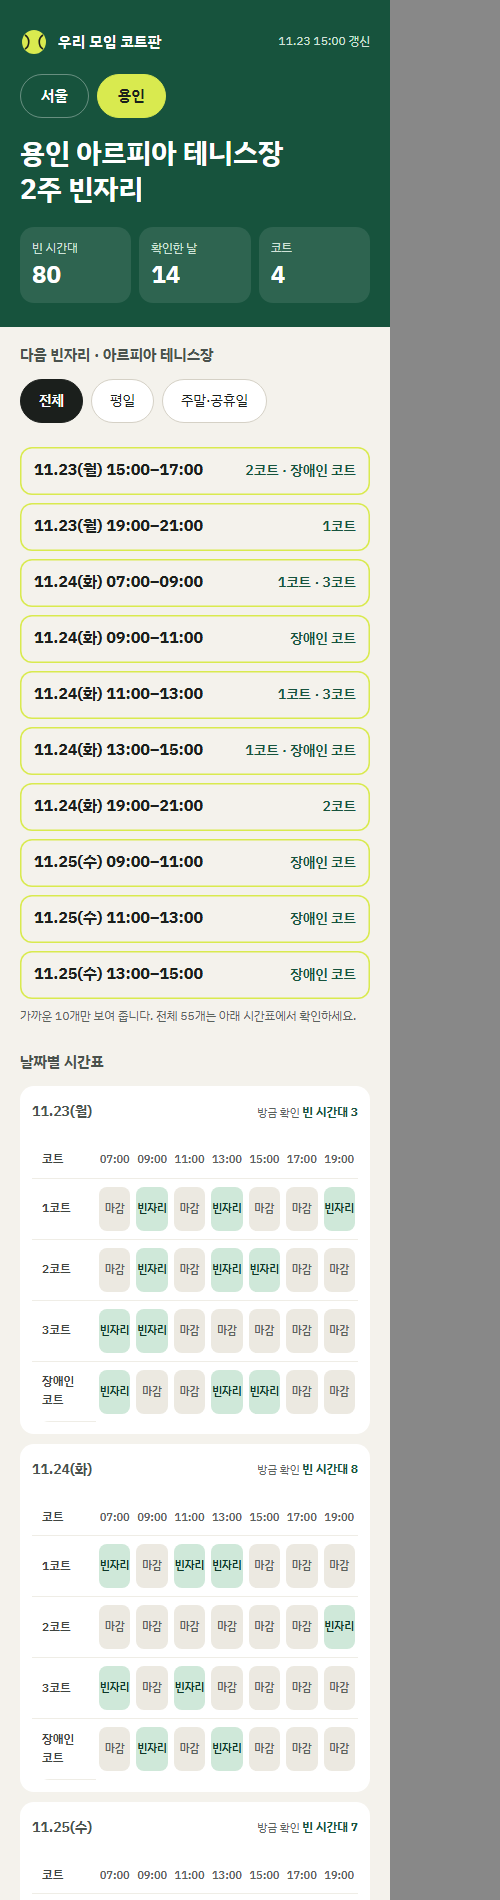 우리 모임 코트판
11.23 15:00 갱신
서울
용인
용인 아르피아 테니스장
2주 빈자리
빈 시간대
80
확인한 날
14
코트
4
다음 빈자리 · 아르피아 테니스장
전체
평일
주말·공휴일
11.23(월) 15:00–17:00 2코트 · 장애인 코트
11.23(월) 19:00–21:00 1코트
11.24(화) 07:00–09:00 1코트 · 3코트
11.24(화) 09:00–11:00 장애인 코트
11.24(화) 11:00–13:00 1코트 · 3코트
11.24(화) 13:00–15:00 1코트 · 장애인 코트
11.24(화) 19:00–21:00 2코트
11.25(수) 09:00–11:00 장애인 코트
11.25(수) 11:00–13:00 장애인 코트
11.25(수) 13:00–15:00 장애인 코트
가까운 10개만 보여 줍니다. 전체 55개는 아래 시간표에서 확인하세요.
날짜별 시간표
11.23(월) 방금 확인 빈 시간대 3
코트 07:00 09:00 11:00 13:00 15:00 17:00 19:00
1코트 마감 빈자리 마감 빈자리 마감 마감 빈자리
2코트 마감 빈자리 마감 빈자리 빈자리 마감 마감
3코트 빈자리 빈자리 마감 마감 마감 마감 마감
장애인 코트 빈자리 마감 마감 빈자리 빈자리 마감 마감
11.24(화) 방금 확인 빈 시간대 8
코트 07:00 09:00 11:00 13:00 15:00 17:00 19:00
1코트 빈자리 마감 빈자리 빈자리 마감 마감 마감
2코트 마감 마감 마감 마감 마감 마감 빈자리
3코트 빈자리 마감 빈자리 마감 마감 마감 마감
장애인 코트 마감 빈자리 마감 빈자리 마감 마감 마감
11.25(수) 방금 확인 빈 시간대 7
코트 07:00 09:00 11:00 13:00 15:00 17:00 19:00